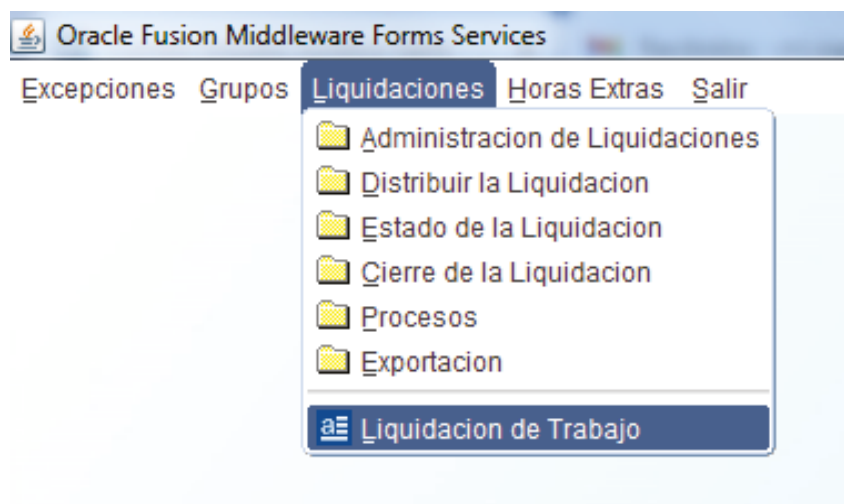 Oracle Fusion Middleware Forms Services
Excepciones Grupos Liquidaciones Horas Extras Salir
Administracion de Liquidaciones
Distribuir la Liquidacion
Estado de la Liquidacion
Cierre de la Liquidacion
Procesos
Exportacion
Liquidacion de Trabajo